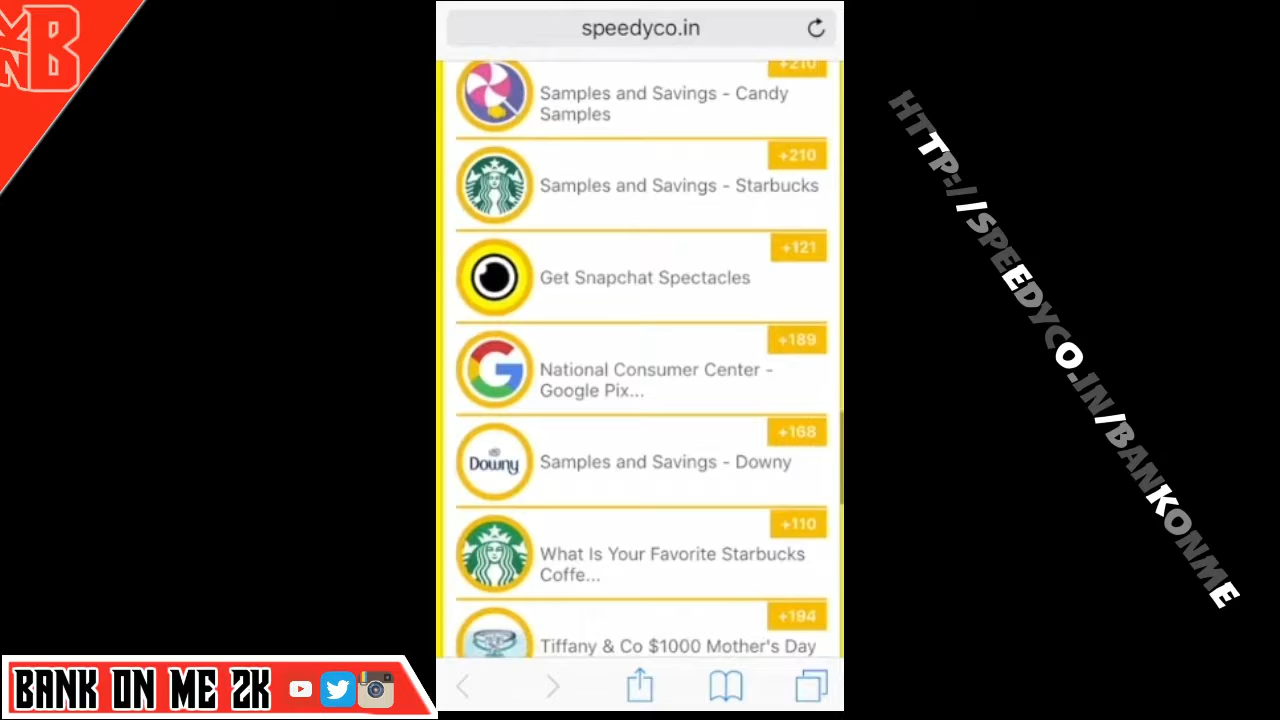 speedyco.in
+210
Samples and Savings - Candy
Samples
+210
Samples and Savings - Starbucks
+121
Get Snapchat Spectacles
+189
National Consumer Center -
Google Pix...
+168
Downy
Samples and Savings - Downy
+110
What Is Your Favorite Starbucks
Coffe...
+194
Tiffany & Co $1000 Mother's Day
HTTP://SPEEDYCO.IN/BANKONME
BANK ON ME 2K